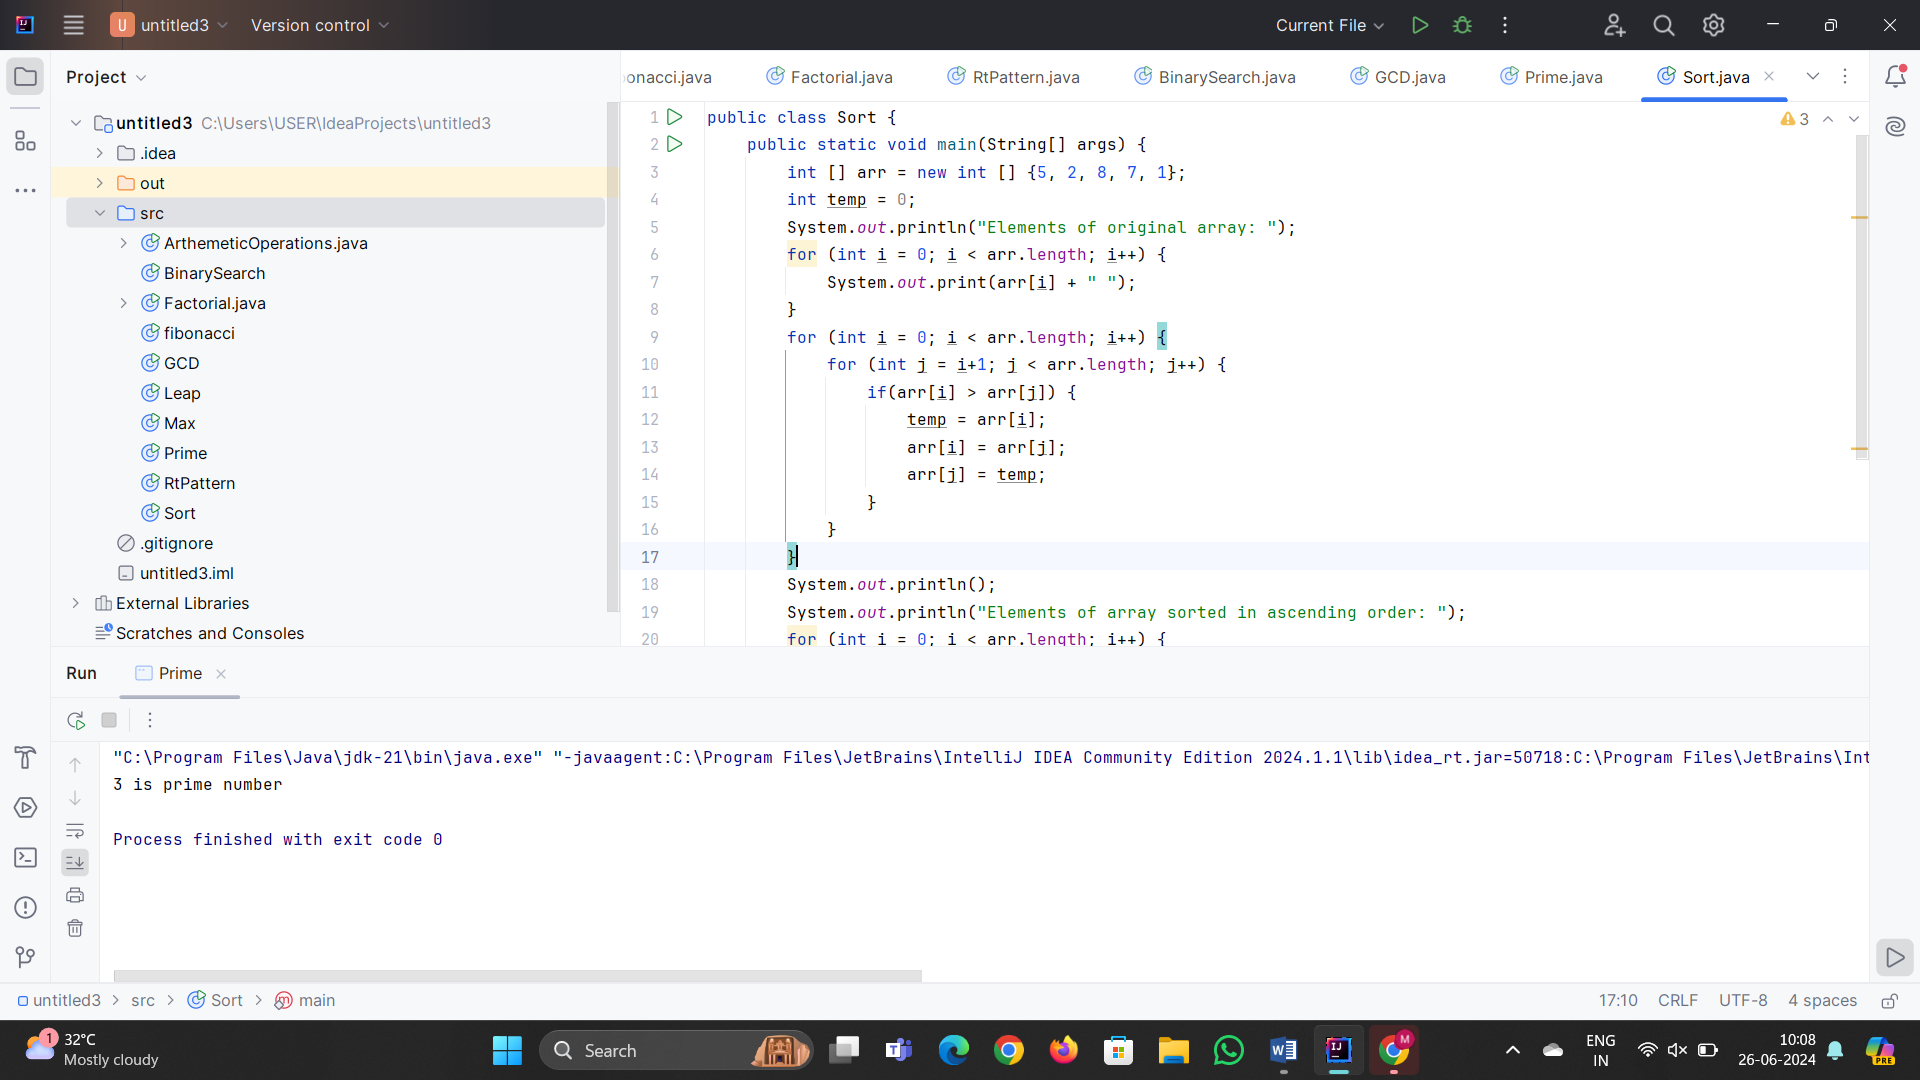 U untitled3 Version control Current File
Project
onacci.java Factorial.java RtPattern.java BinarySearch.java GCD.java Prime.java Sort.java
untitled3 C:\Users\USER\IdeaProjects\untitled3
.idea
out
src
ArthemeticOperations.java
BinarySearch
Factorial.java
fibonacci
GCD
Leap
Max
Prime
RtPattern
Sort
.gitignore
untitled3.iml
External Libraries
Scratches and Consoles
3
1 public class Sort {
2 public static void main(String[] args) {
3 int [] arr = new int [] {5, 2, 8, 7, 1};
4 int temp = 0;
5 System.out.println("Elements of original array: ");
6 for (int i = 0; i < arr.length; i++) {
7 System.out.print(arr[i] + " ");
8 }
9 for (int i = 0; i < arr.length; i++) {
10 for (int j = i+1; j < arr.length; j++) {
11 if(arr[i] > arr[j]) {
12 temp = arr[i];
13 arr[i] = arr[j];
14 arr[j] = temp;
15 }
16 }
17 }
18 System.out.println();
19 System.out.println("Elements of array sorted in ascending order: ");
20 for (int i = 0; i < arr.length; i++) {
Run Prime
"C:\Program Files\Java\jdk-21\bin\java.exe" "-javaagent:C:\Program Files\JetBrains\IntelliJ IDEA Community Edition 2024.1.1\lib\idea_rt.jar=50718:C:\Program Files\JetBrains\Int
3 is prime number
Process finished with exit code 0
untitled3 > src > Sort > main 17:10 CRLF UTF-8 4 spaces
1 32°C
Mostly cloudy
Search
ENG
IN
10:08
26-06-2024
PRE